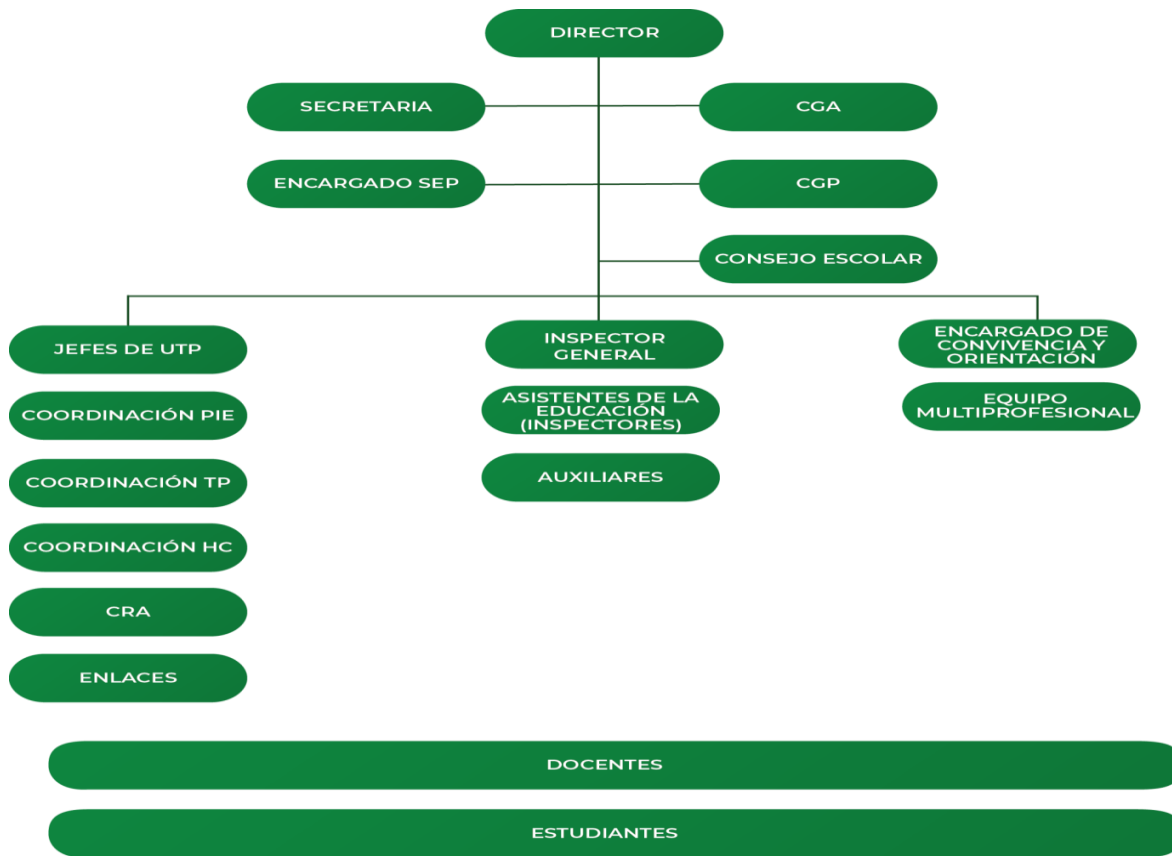 DIRECTOR
SECRETARIA
CGA
ENCARGADO SEP
CGP
CONSEJO ESCOLAR
JEFES DE UTP
COORDINACIÓN PIE
COORDINACIÓN TP
COORDINACIÓN HC
CRA
ENLACES
INSPECTOR
GENERAL
ASISTENTES DE LA
EDUCACIÓN
(INSPECTORES)
AUXILIARES
ENCARGADO DE
CONVIVENCIA Y
ORIENTACIÓN
EQUIPO
MULTIPROFESIONAL
DOCENTES
ESTUDIANTES